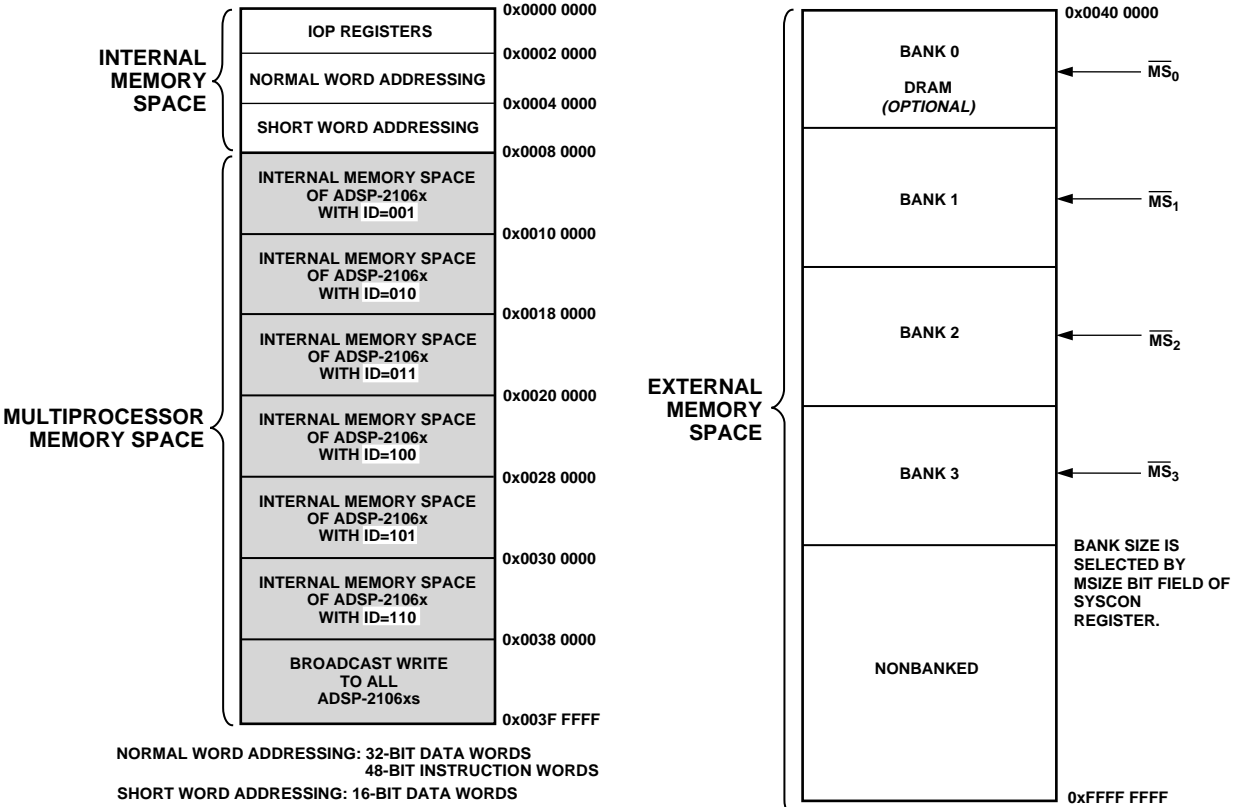 INTERNAL
MEMORY
SPACE
0x0000 0000
IOP REGISTERS
0x0002 0000
NORMAL WORD ADDRESSING
0x0004 0000
SHORT WORD ADDRESSING
0x0008 0000
MULTIPROCESSOR
MEMORY SPACE
INTERNAL MEMORY SPACE
OF ADSP-2106x
WITH ID=001
0x0010 0000
INTERNAL MEMORY SPACE
OF ADSP-2106x
WITH ID=010
0x0018 0000
INTERNAL MEMORY SPACE
OF ADSP-2106x
WITH ID=011
0x0020 0000
INTERNAL MEMORY SPACE
OF ADSP-2106x
WITH ID=100
0x0028 0000
INTERNAL MEMORY SPACE
OF ADSP-2106x
WITH ID=101
0x0030 0000
INTERNAL MEMORY SPACE
OF ADSP-2106x
WITH ID=110
0x0038 0000
BROADCAST WRITE
TO ALL
ADSP-2106xs
0x003F FFFF
NORMAL WORD ADDRESSING: 32-BIT DATA WORDS
48-BIT INSTRUCTION WORDS
SHORT WORD ADDRESSING: 16-BIT DATA WORDS
EXTERNAL
MEMORY
SPACE
0x0040 0000
BANK 0
DRAM
(OPTIONAL)
MS0
BANK 1
MS1
BANK 2
MS2
BANK 3
MS3
BANK SIZE IS
SELECTED BY
MSIZE BIT FIELD OF
SYSCON
REGISTER.
NONBANKED
0xFFFF FFFF